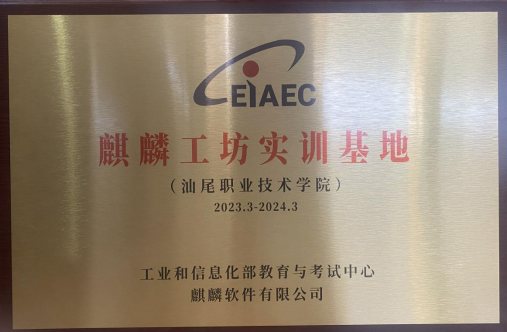 CEIAEC
麒麟工坊实训基地
（汕尾职业技术学院）
2023.3-2024.3
工业和信息化部教育与考试中心
麒麟软件有限公司